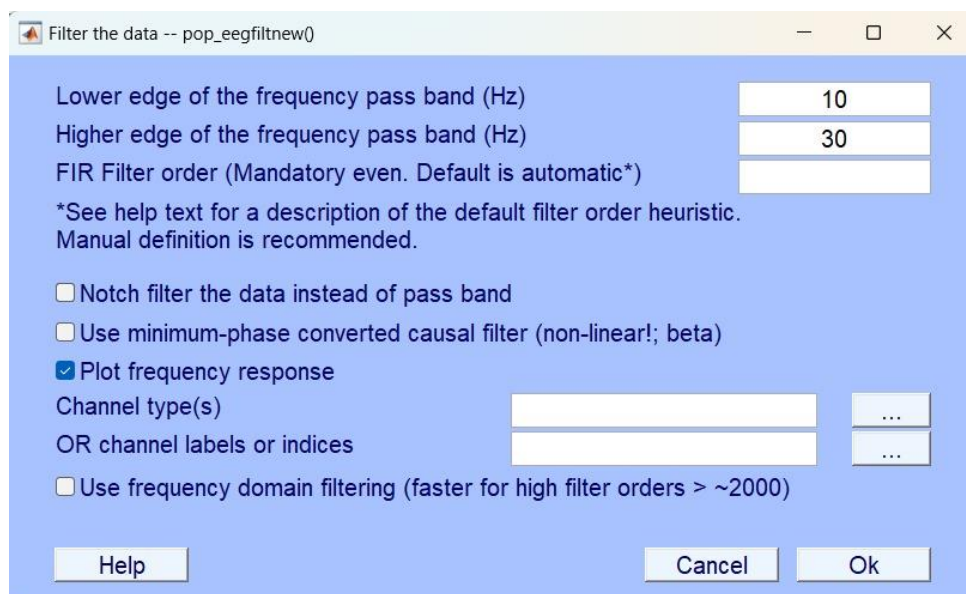 Filter the data -- pop_eegfiltnew()
Lower edge of the frequency pass band (Hz) 10
Higher edge of the frequency pass band (Hz) 30
FIR Filter order (Mandatory even. Default is automatic*)
*See help text for a description of the default filter order heuristic.
Manual definition is recommended.
Notch filter the data instead of pass band
Use minimum-phase converted causal filter (non-linear!; beta)
Plot frequency response
Channel type(s) ...
OR channel labels or indices ...
Use frequency domain filtering (faster for high filter orders > ~2000)
Help Cancel Ok